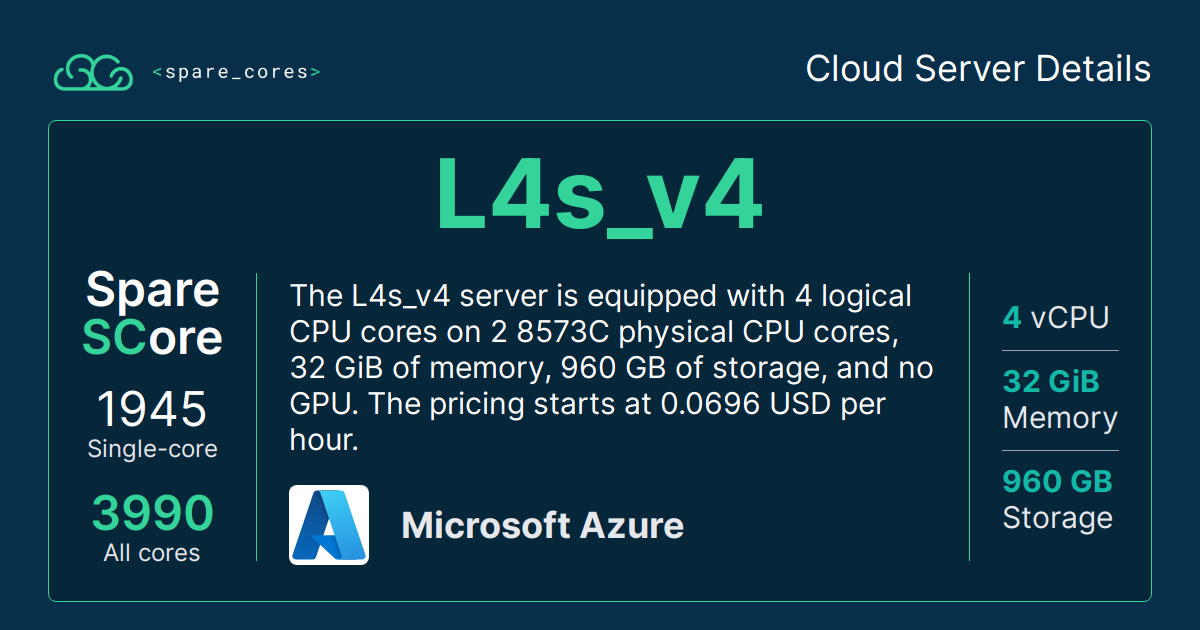 <spare_cores>
Cloud Server Details
L4s_v4
Spare
SCore
1945
Single-core
3990
All cores
The L4s_v4 server is equipped with 4 logical
CPU cores on 2 8573C physical CPU cores,
32 GiB of memory, 960 GB of storage, and no
GPU. The pricing starts at 0.0696 USD per
hour.
Microsoft Azure
4 vCPU
32 GiB
Memory
960 GB
Storage